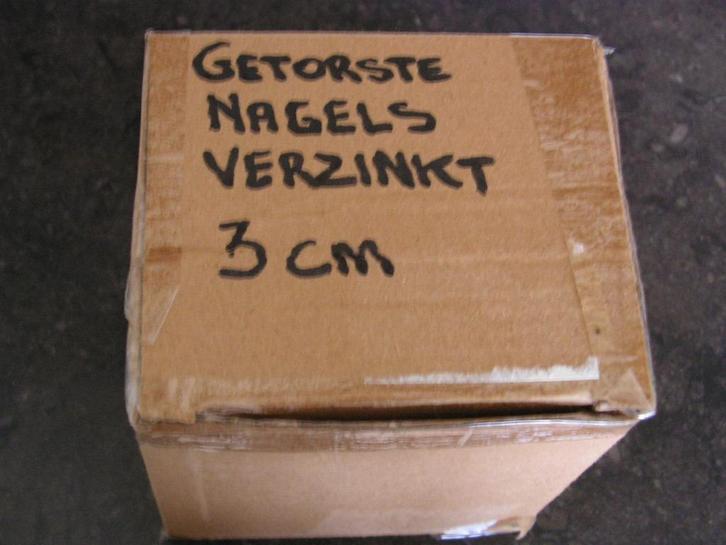 GETORSTE
NAGELS
VERZINKT
3 cm